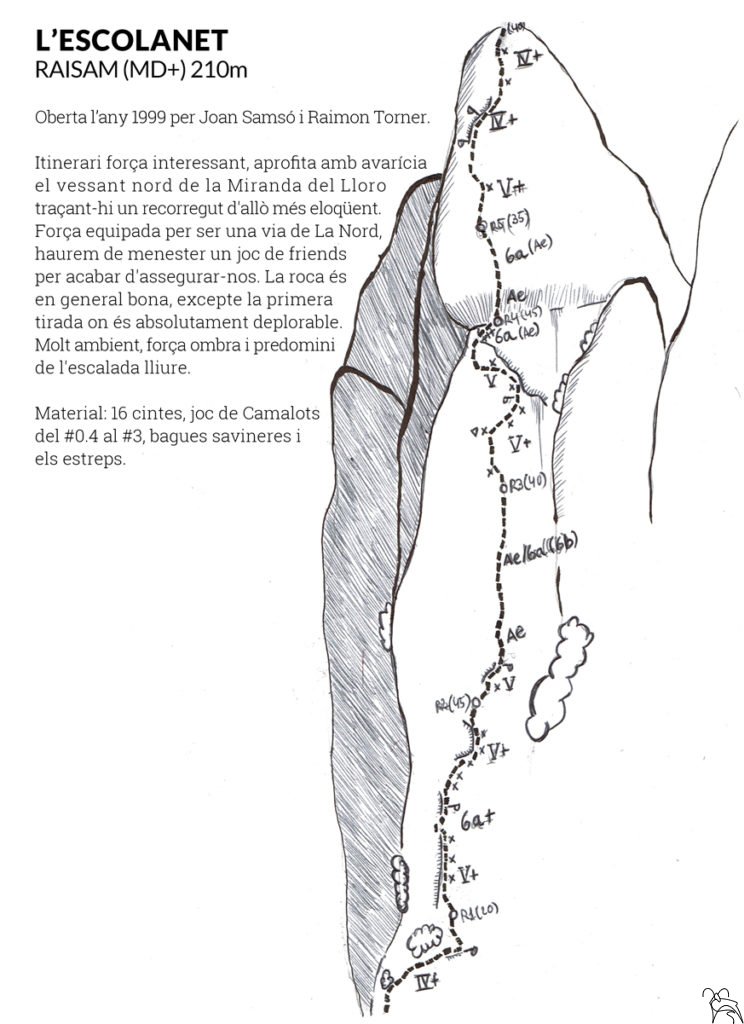 L'ESCOLANET
RAISAM (MD+) 210m
Oberta l'any 1999 per Joan Samsó i Raimon Torner.
Itinerari força interessant, aprofita amb avarícia
el vessant nord de la Miranda del Lloro
traçant-hi un recorregut d'allò més eloqüent.
Força equipada per ser una via de La Nord,
haurem de menester un joc de friends
per acabar d'assegurar-nos. La roca és
en general bona, excepte la primera
tirada on és absolutament deplorable.
Molt ambient, força ombra i predomini
de l'escalada lliure.
Material: 16 cintes, joc de Camalots
del #0.4 al #3, bagues savineres i
els estreps.
(40)
IV+
IV+
V+
R5(35)
6a(Ae)
Ae
R4(45)
6a(Ae)
V
V+
R3(40)
Ae/6a(6b)
Ae
V
R2(45)
V+
6a+
V+
R1(20)
IV+